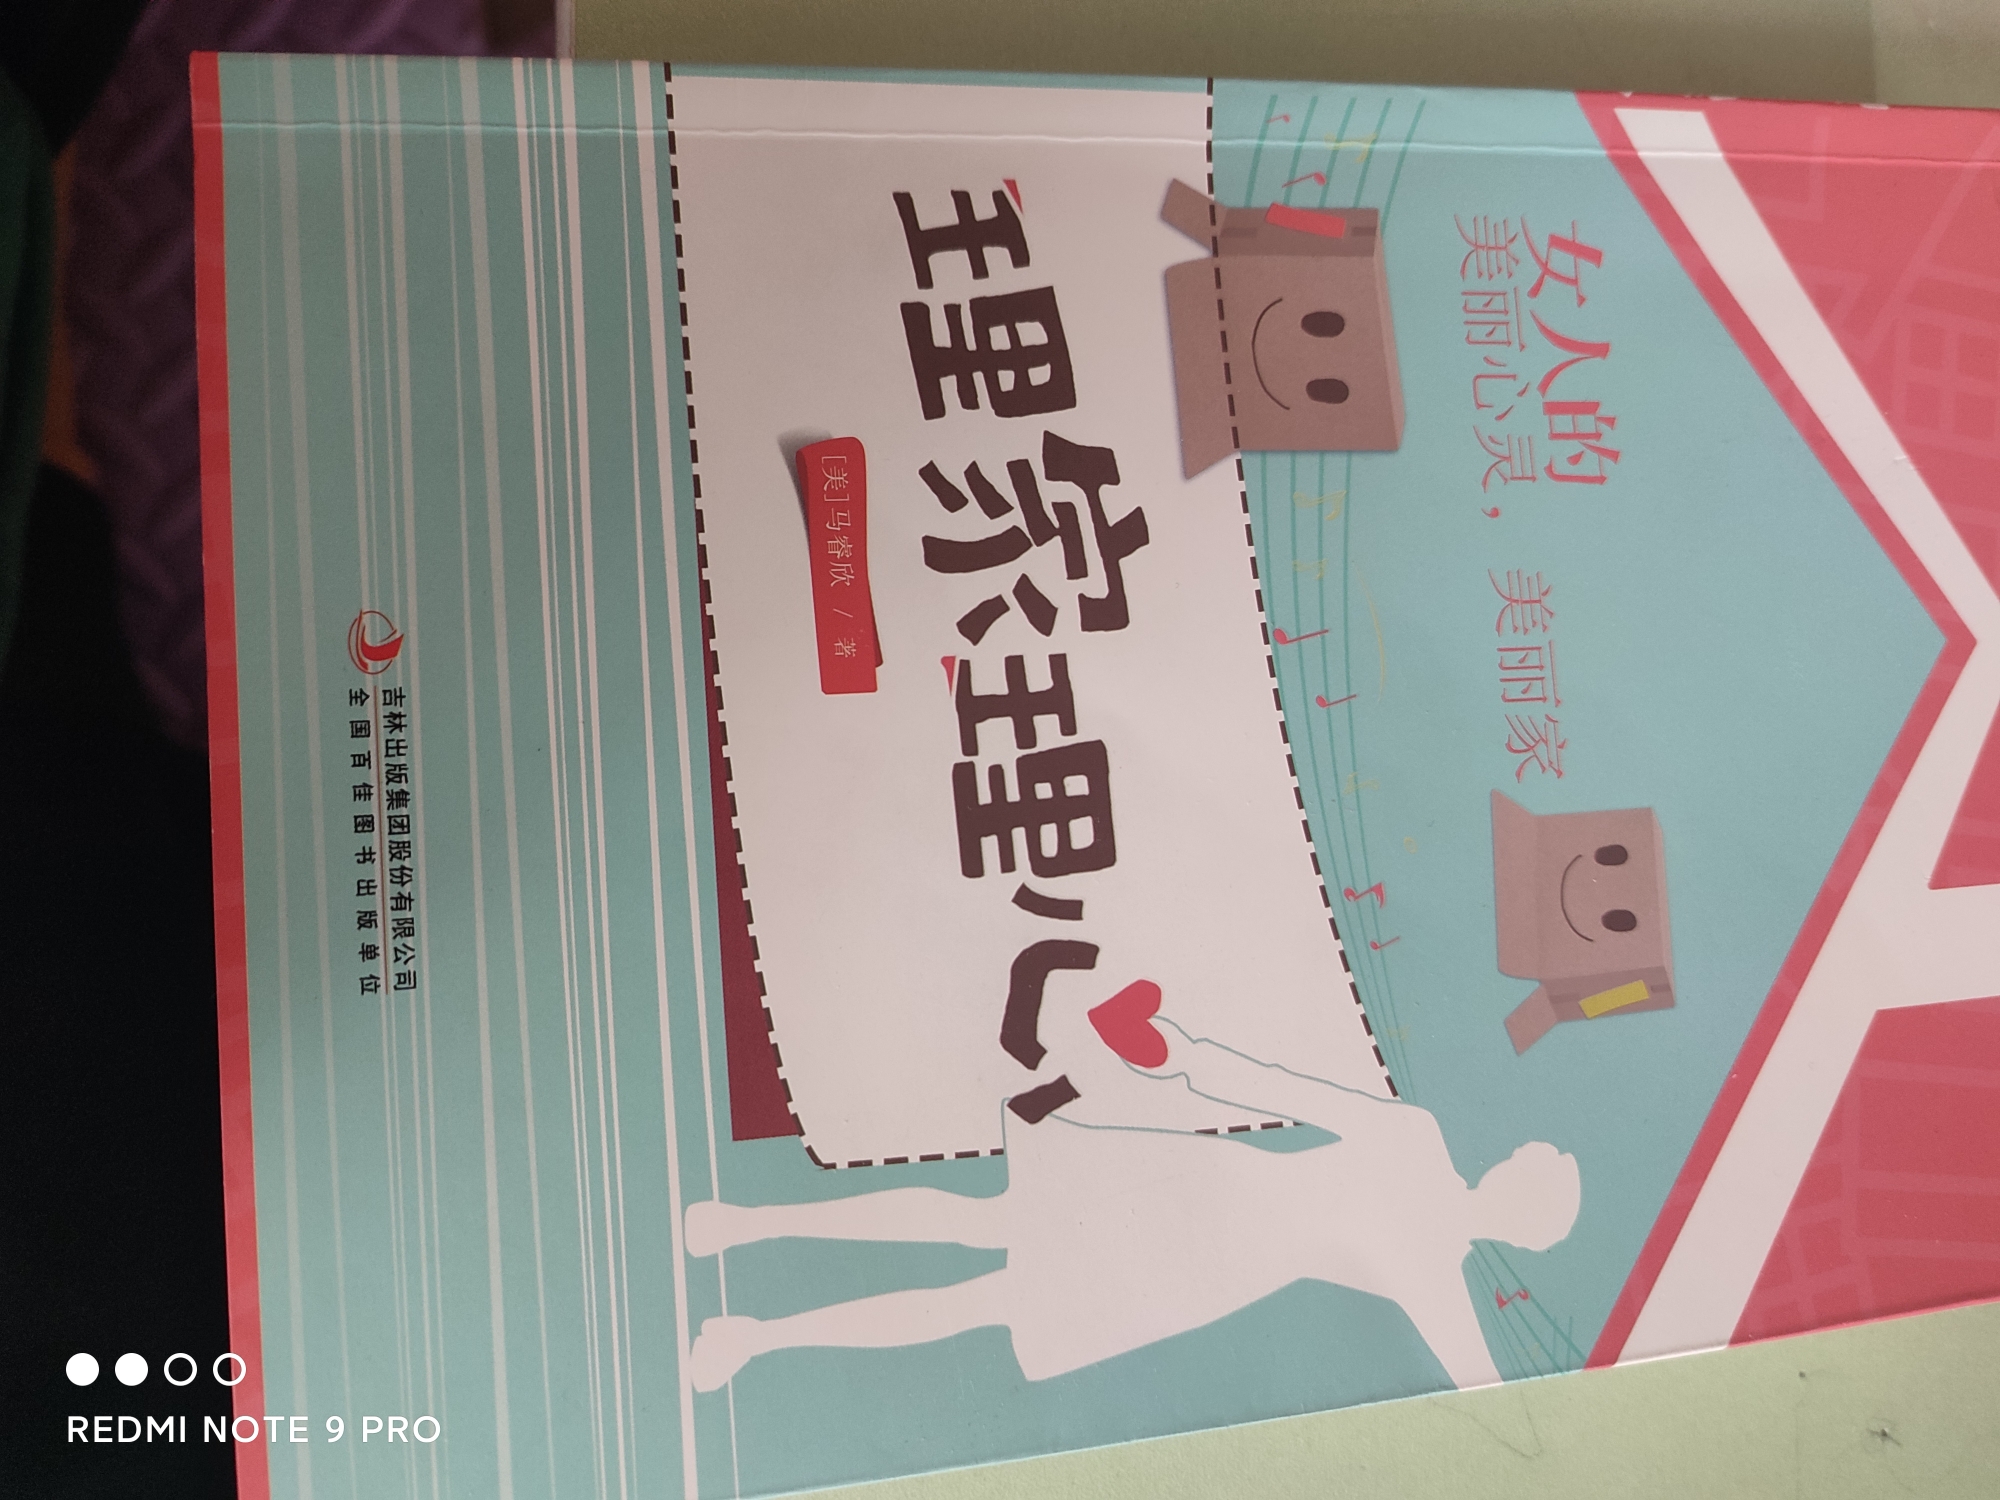 女人的
美丽心灵，美丽家
理家理心
[美]马睿欣 / 著
吉林出版集团股份有限公司
全国百佳图书出版单位
REDMI NOTE 9 PRO